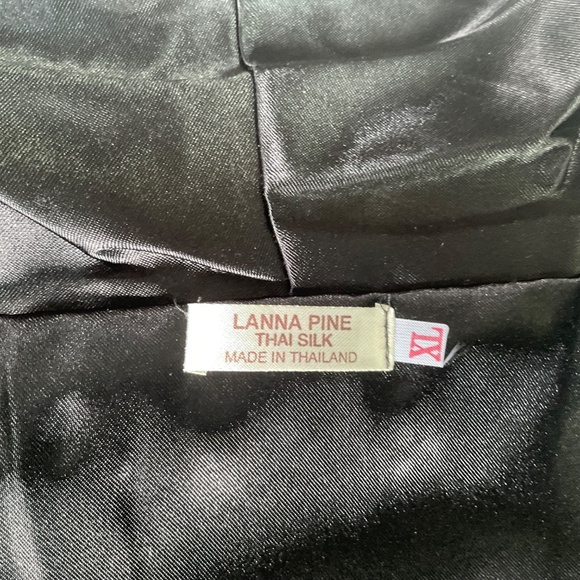 LANNA PINE
THAI SILK
MADE IN THAILAND
XL